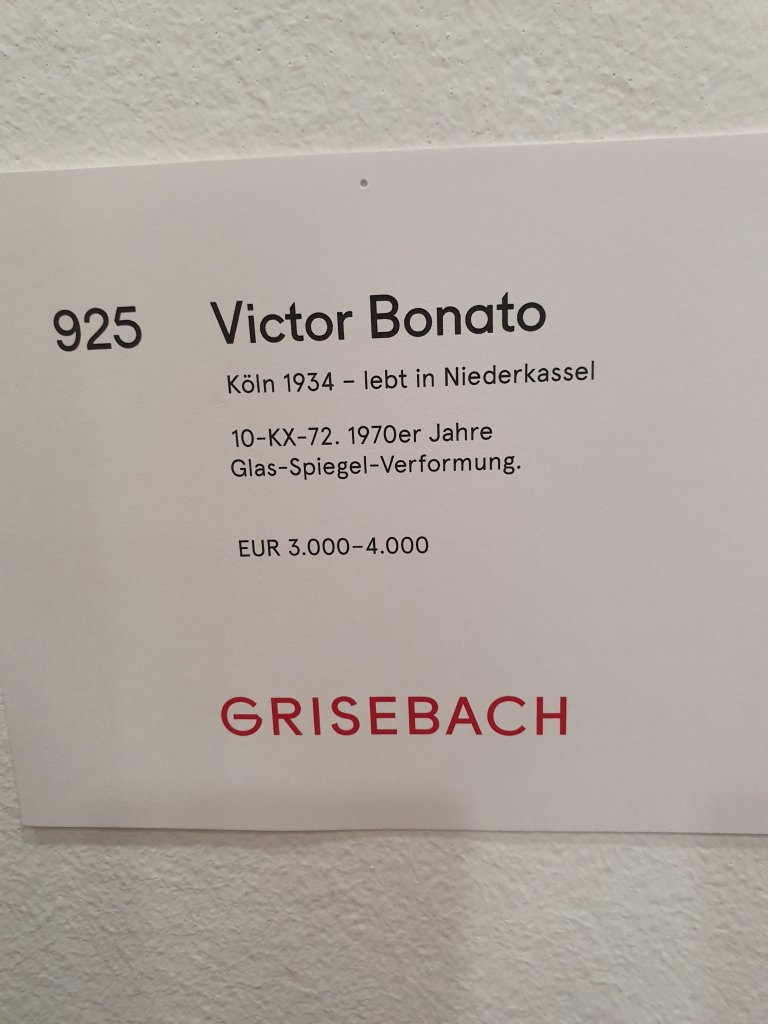 925 Victor Bonato
Köln 1934 – lebt in Niederkassel
10-KX-72. 1970er Jahre
Glas-Spiegel-Verformung.
EUR 3.000–4.000
GRISEBACH